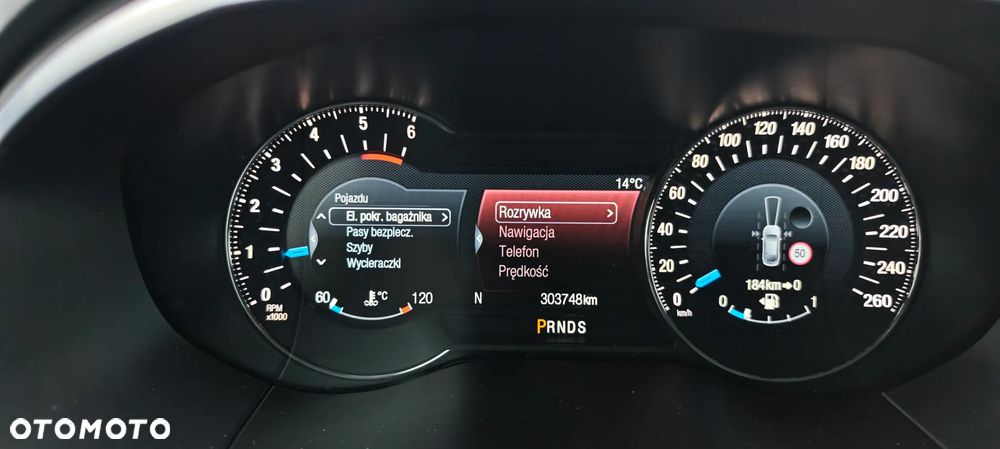 0
1
2
3
4
5
6
RPM
x1000
Pojazdu
El. pokr. bagażnika >
Pasy bezpiecz.
Szyby
Wycieraczki
60 °C 120
14°C
Rozrywka >
Nawigacja
Telefon
Prędkość
N 303748km
PRNDS
0
20
40
60
80
100
120
140
160
180
200
220
240
260
km/h
50
184km→0
0 1
OTOMOTO